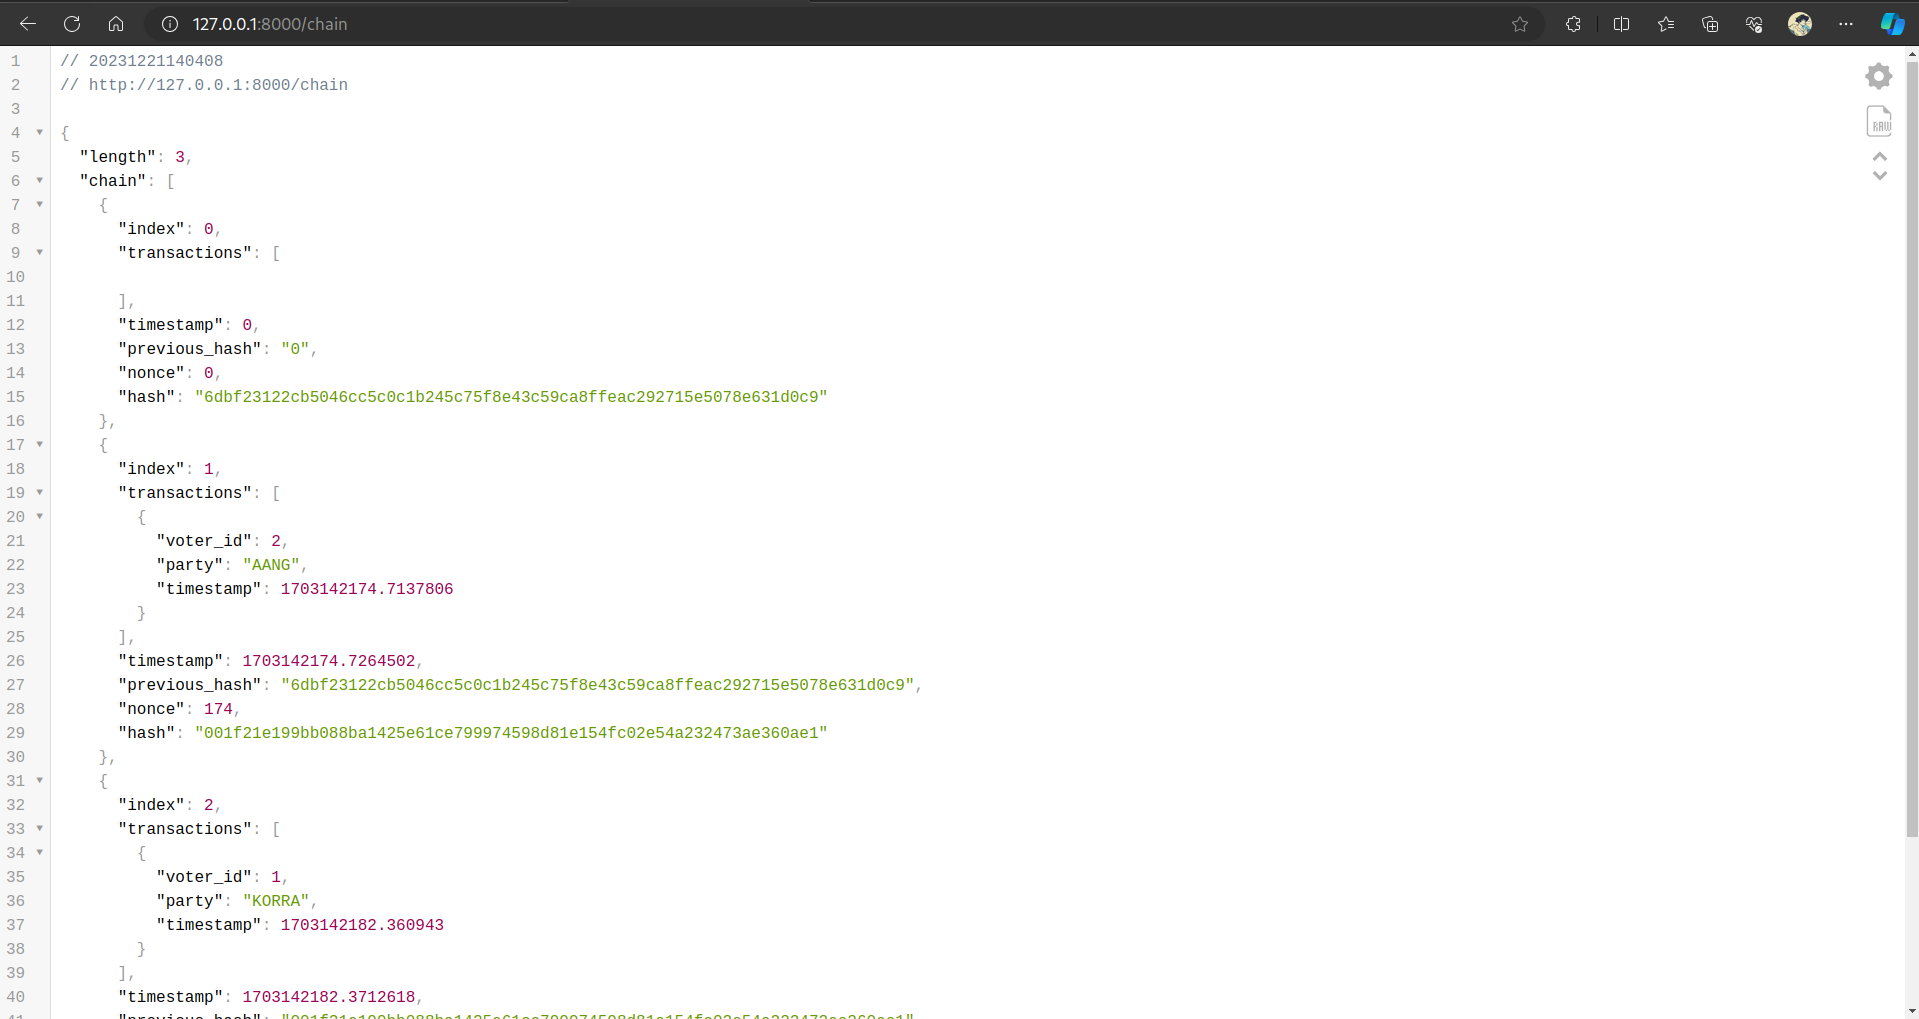 127.0.0.1:8000/chain
1 // 20231221140408
2 // http://127.0.0.1:8000/chain
3
4 {
5 "length": 3,
6 "chain": [
7 {
8 "index": 0,
9 "transactions": [
10
11 ],
12 "timestamp": 0,
13 "previous_hash": "0",
14 "nonce": 0,
15 "hash": "6dbf23122cb5046cc5c0c1b245c75f8e43c59ca8ffeac292715e5078e631d0c9"
16 },
17 {
18 "index": 1,
19 "transactions": [
20 {
21 "voter_id": 2,
22 "party": "AANG",
23 "timestamp": 1703142174.7137806
24 }
25 ],
26 "timestamp": 1703142174.7264502,
27 "previous_hash": "6dbf23122cb5046cc5c0c1b245c75f8e43c59ca8ffeac292715e5078e631d0c9",
28 "nonce": 174,
29 "hash": "001f21e199bb088ba1425e61ce799974598d81e154fc02e54a232473ae360ae1"
30 },
31 {
32 "index": 2,
33 "transactions": [
34 {
35 "voter_id": 1,
36 "party": "KORRA",
37 "timestamp": 1703142182.360943
38 }
39 ],
40 "timestamp": 1703142182.3712618,
41 "previous_hash": "001f21e199bb088ba1425e61ce799974598d81e154fc02e54a232473ae360ae1",
RAW